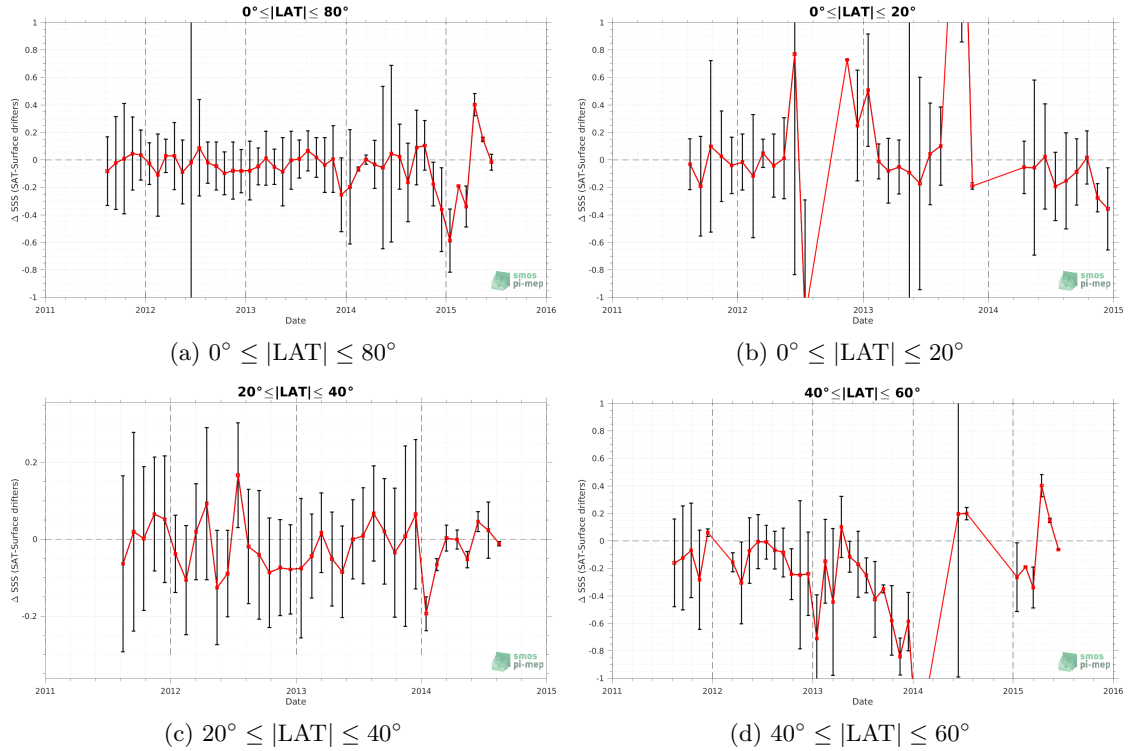 0°≤|LAT|≤ 80°
Δ SSS (SAT-Surface drifters)
1
0.8
0.6
0.4
0.2
0
-0.2
-0.4
-0.6
-0.8
-1
2011 2012 2013 2014 2015 2016
Date
smos
pi-mep
(a) 0° ≤ |LAT| ≤ 80°
0°≤|LAT|≤ 20°
Δ SSS (SAT-Surface drifters)
1
0.8
0.6
0.4
0.2
0
-0.2
-0.4
-0.6
-0.8
-1
2011 2012 2013 2014 2015
Date
smos
pi-mep
(b) 0° ≤ |LAT| ≤ 20°
20°≤|LAT|≤ 40°
Δ SSS (SAT-Surface drifters)
0.2
0
-0.2
2011 2012 2013 2014 2015
Date
smos
pi-mep
(c) 20° ≤ |LAT| ≤ 40°
40°≤|LAT|≤ 60°
Δ SSS (SAT-Surface drifters)
1
0.8
0.6
0.4
0.2
0
-0.2
-0.4
-0.6
-0.8
-1
2011 2012 2013 2014 2015 2016
Date
smos
pi-mep
(d) 40° ≤ |LAT| ≤ 60°